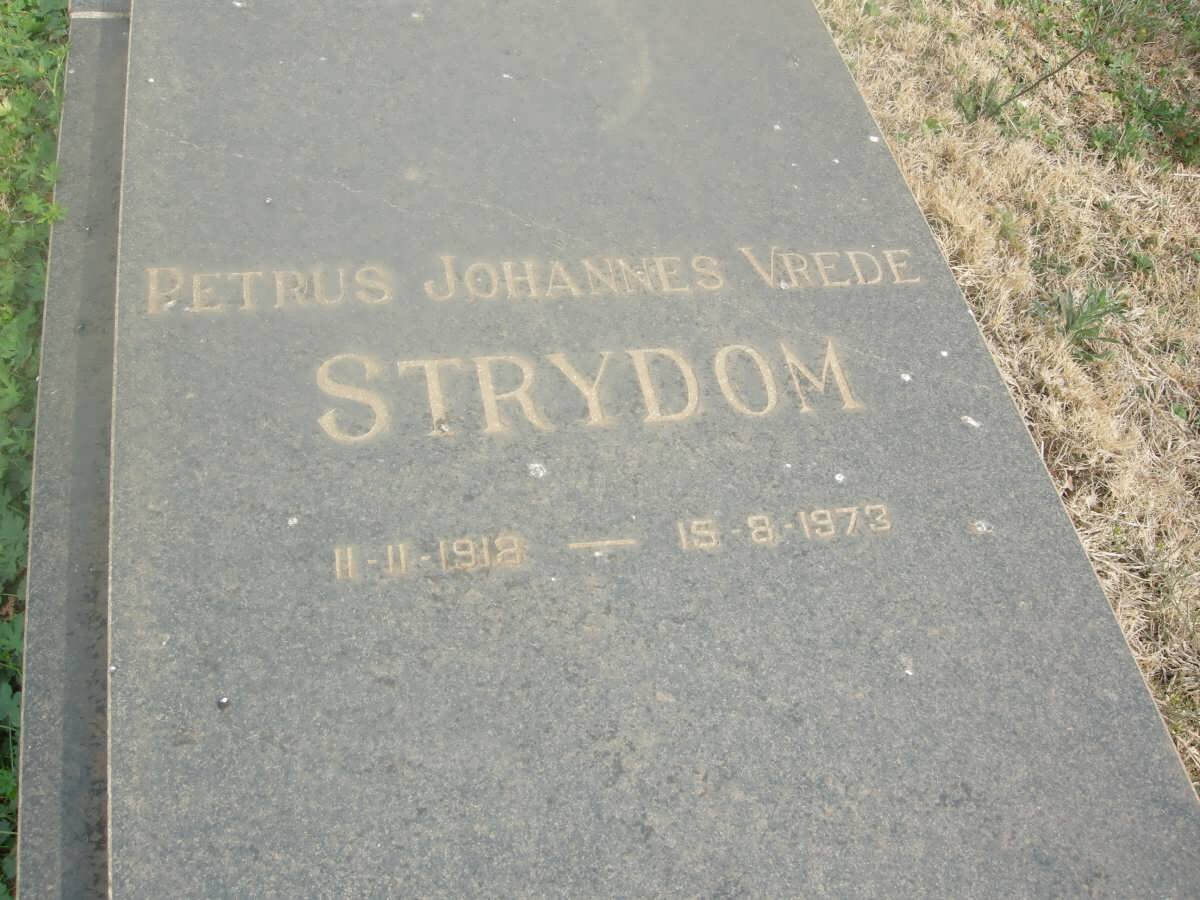 PETRUS JOHANNES VREDE
STRYDOM
11-11-1918 — 15-8-1973